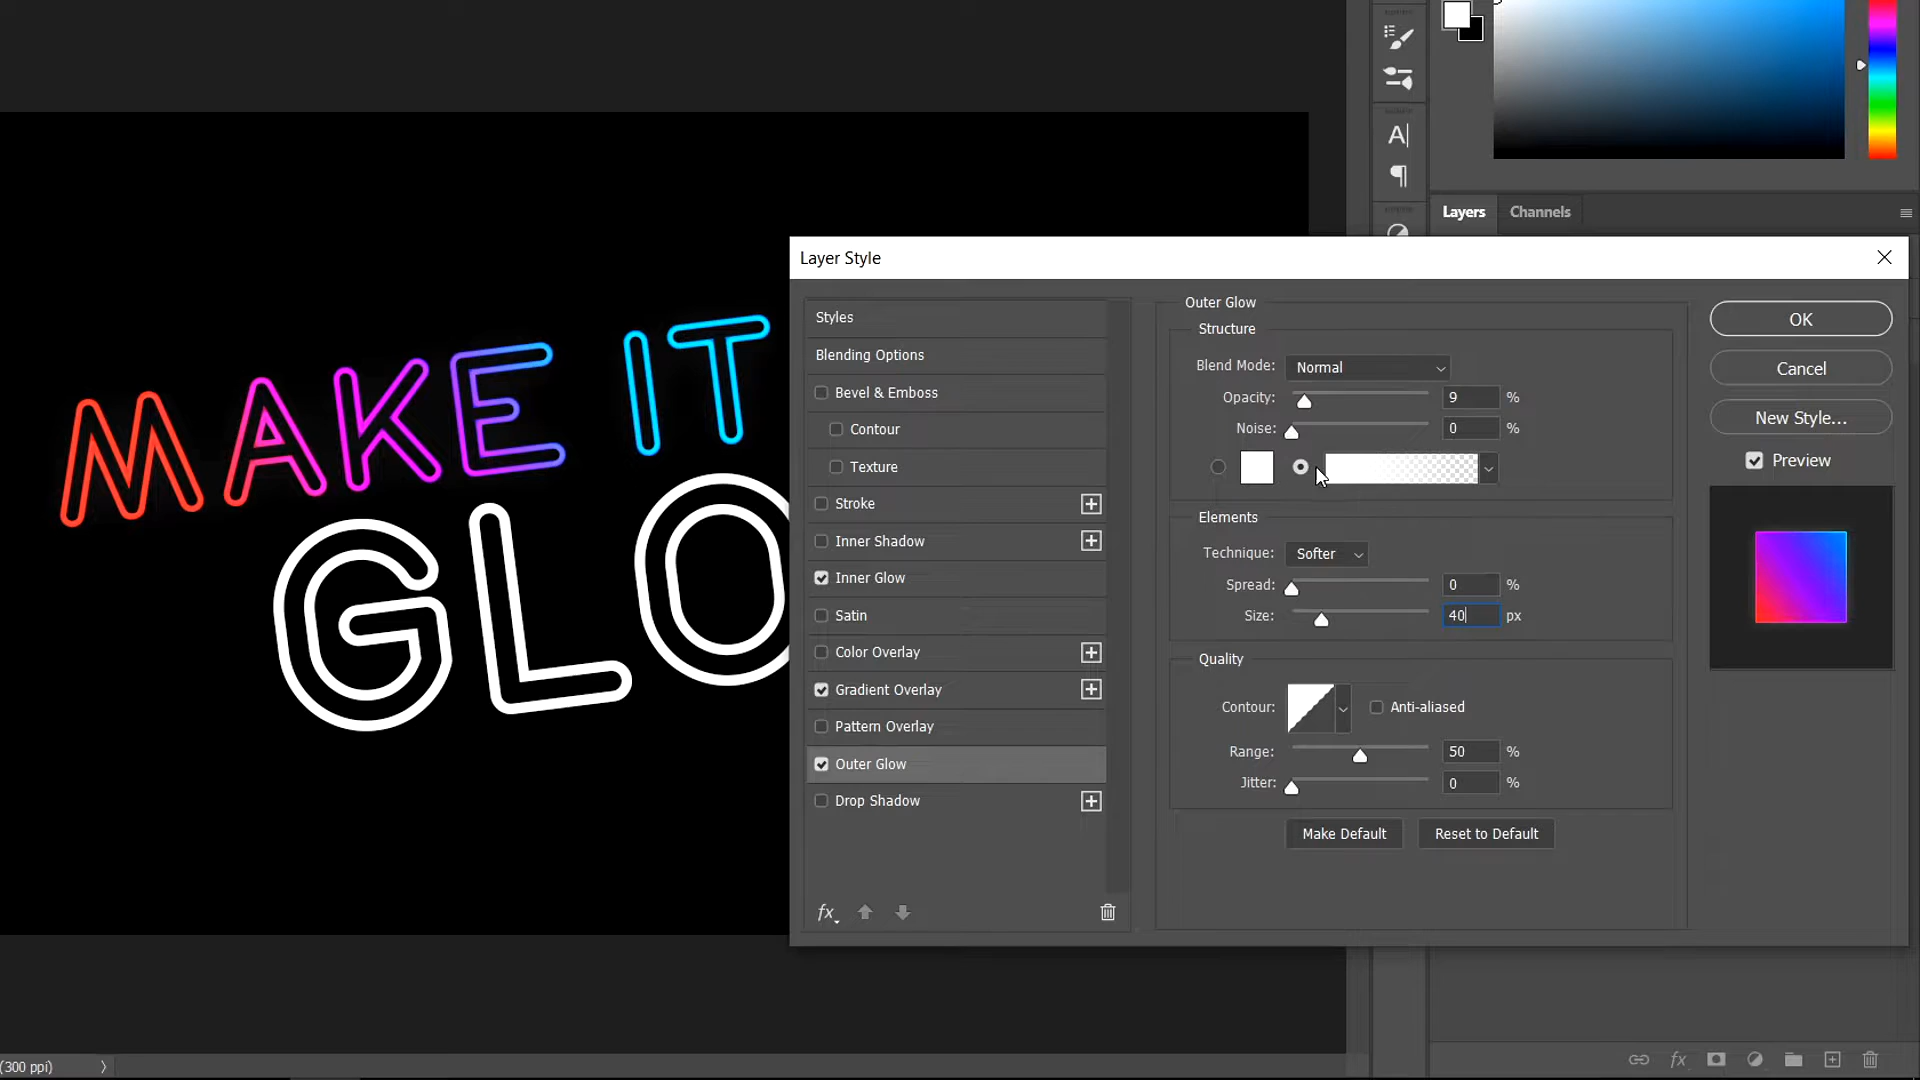 A|
Layers Channels
Layer Style
Styles
Blending Options
Bevel & Emboss
Contour
Texture
Stroke
Inner Shadow
Inner Glow
Satin
Color Overlay
Gradient Overlay
Pattern Overlay
Outer Glow
Drop Shadow
fx
Outer Glow
Structure
Blend Mode: Normal
Opacity: 9 %
Noise: 0 %
Elements
Technique: Softer
Spread: 0 %
Size: 40 px
Quality
Contour: Anti-aliased
Range: 50 %
Jitter: 0 %
Make Default Reset to Default
OK
Cancel
New Style...
Preview
MAKE IT
GLO
(300 ppi)
fx